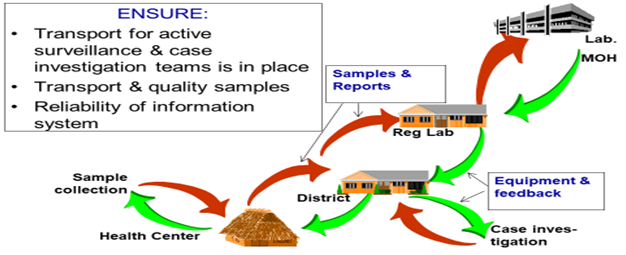 ENSURE:
• Transport for active
surveillance & case
investigation teams is in place
• Transport & quality samples
• Reliability of information
system
Lab.
MOH
Samples &
Reports
Reg Lab
Sample
collection
District
Equipment &
feedback
Health Center
Case inves-
tigation